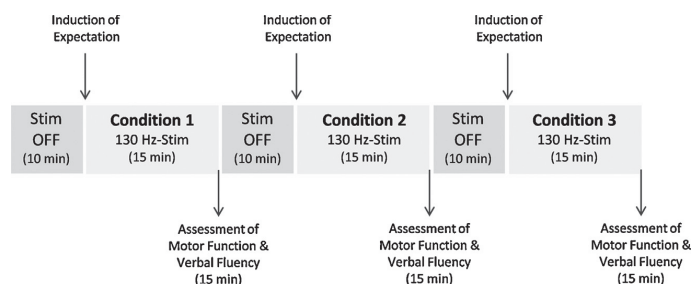 Induction of
Expectation
Induction of
Expectation
Induction of
Expectation
Stim
OFF
(10 min)
Condition 1
130 Hz-Stim
(15 min)
Stim
OFF
(10 min)
Condition 2
130 Hz-Stim
(15 min)
Stim
OFF
(10 min)
Condition 3
130 Hz-Stim
(15 min)
Assessment of
Motor Function &
Verbal Fluency
(15 min)
Assessment of
Motor Function &
Verbal Fluency
(15 min)
Assessment of
Motor Function &
Verbal Fluency
(15 min)